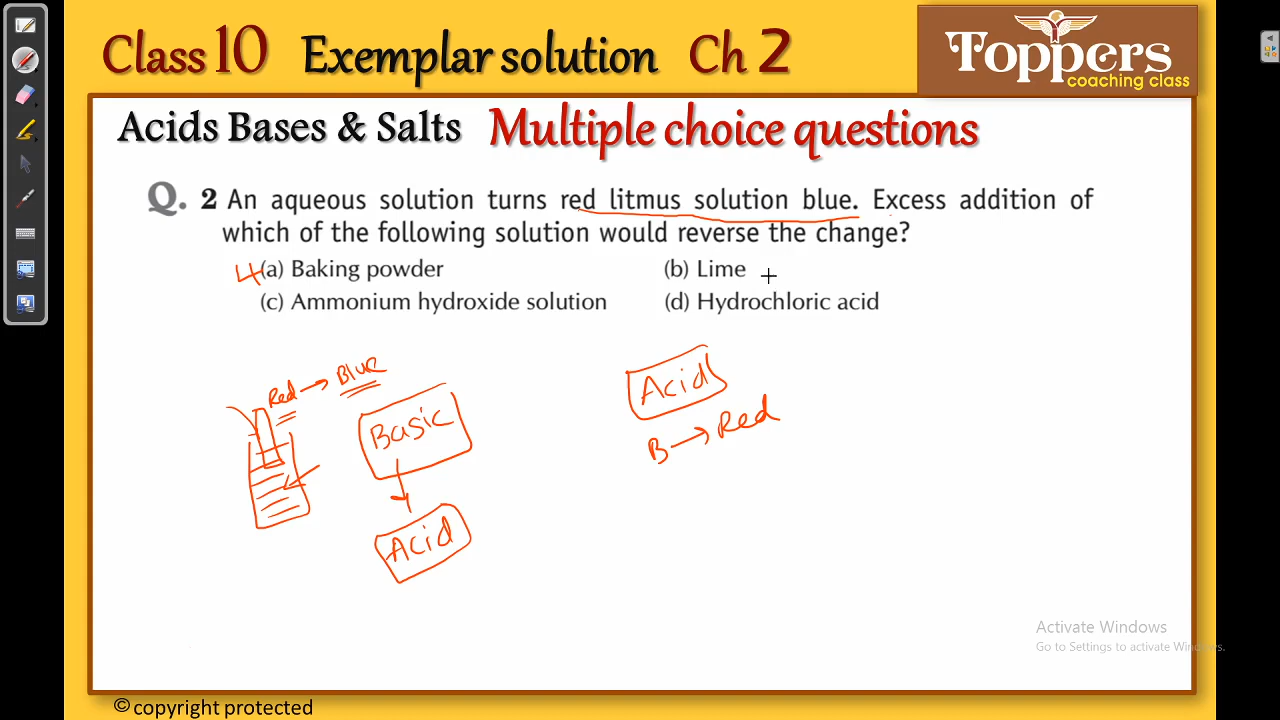 Class 10 Exemplar solution Ch 2
Toppers
coaching class
Acids Bases & Salts Multiple choice questions
Q. 2 An aqueous solution turns red litmus solution blue. Excess addition of
which of the following solution would reverse the change?
4(a) Baking powder (b) Lime
(c) Ammonium hydroxide solution (d) Hydrochloric acid
Red → Blue
Basic
Acid
Acids
B → Red
Activate Windows
Go to Settings to activate Windows.
© copyright protected